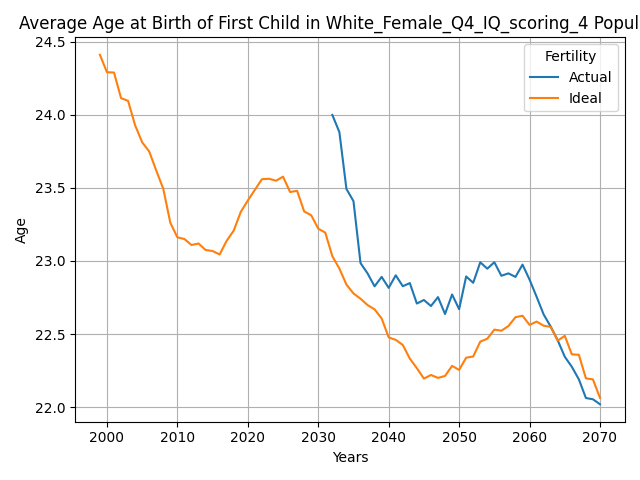 Average Age at Birth of First Child in White_Female_Q4_IQ_scoring_4 Popul
24.5
24.0
23.5
23.0
22.5
22.0
Age
Fertility
Actual
Ideal
2000 2010 2020 2030 2040 2050 2060 2070
Years